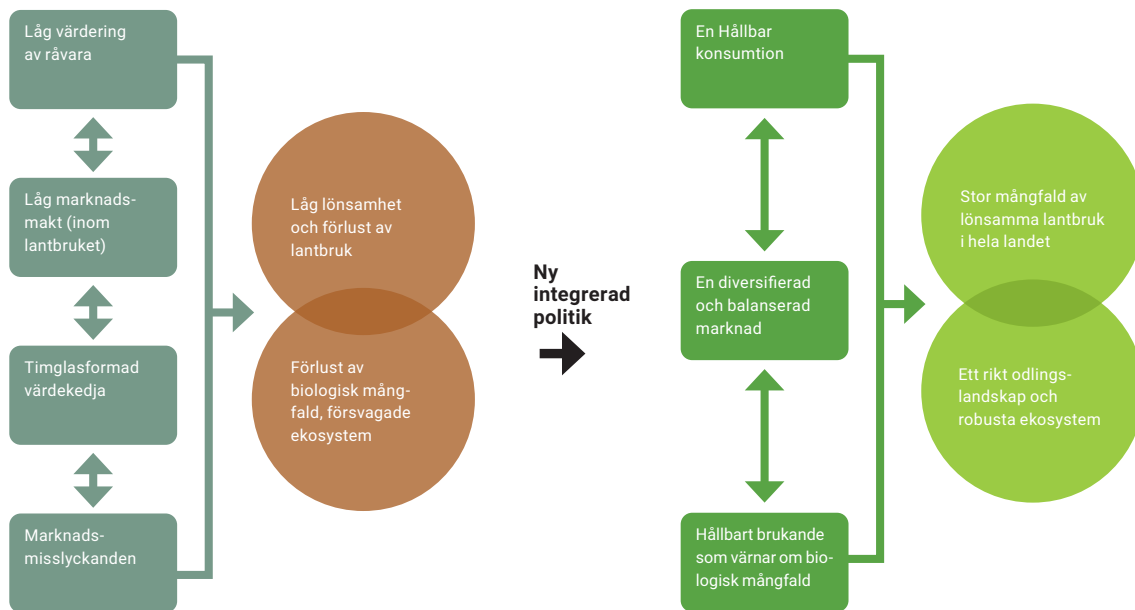 Låg värdering
av råvara
Låg marknads-
makt (inom
lantbruket)
Timglasformad
värdekedja
Marknads-
misslyckanden
Låg lönsamhet
och förlust av
lantbruk
Förlust av
biologisk mång-
fald, försvagade
ekosystem
Ny
integrerad
politik
En Hållbar
konsumtion
En diversifierad
och balanserad
marknad
Hållbart brukande
som värnar om bio-
logisk mångfald
Stor mångfald av
lönsamma lantbruk
i hela landet
Ett rikt odlings-
landskap och
robusta ekosystem